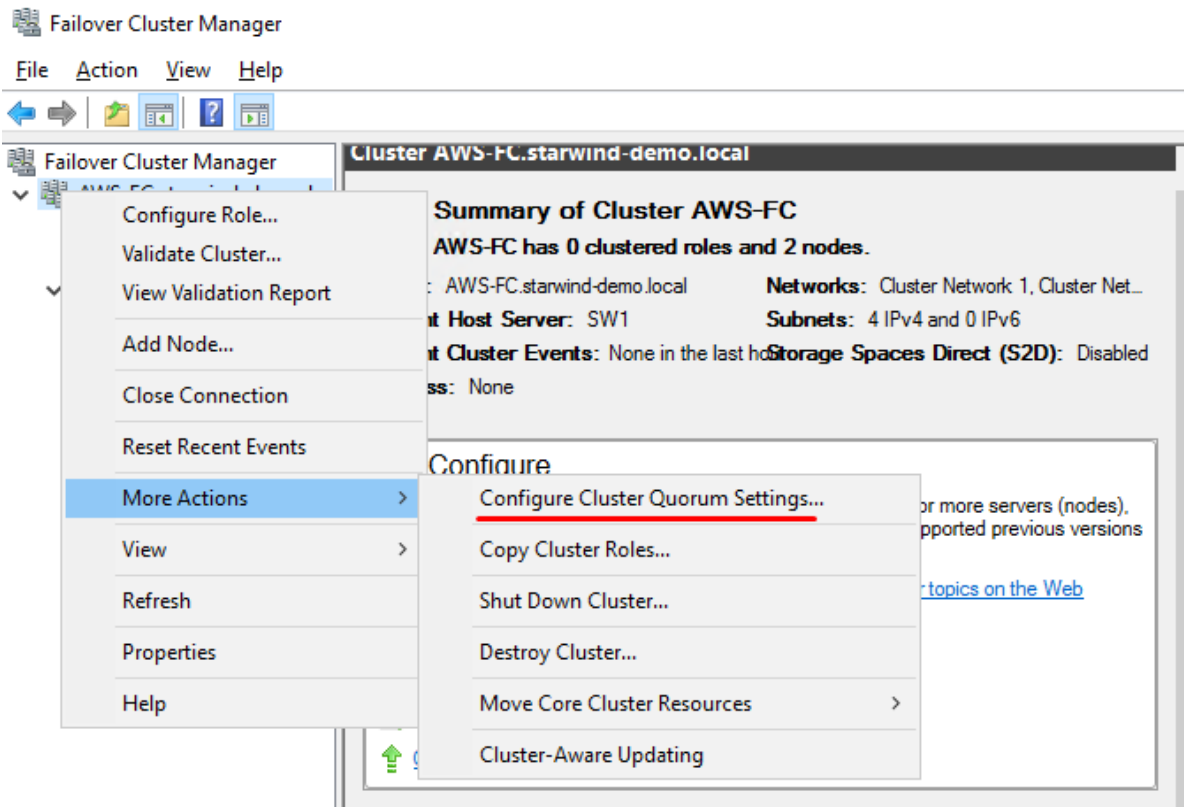 Failover Cluster Manager
File Action View Help
Failover Cluster Manager
Cluster AWS-FC.starwind-demo.local
Configure Role...
Validate Cluster...
View Validation Report
Add Node...
Close Connection
Reset Recent Events
More Actions
View
Refresh
Properties
Help
Summary of Cluster AWS-FC
AWS-FC has 0 clustered roles and 2 nodes.
: AWS-FC.starwind-demo.local Networks: Cluster Network 1, Cluster Net...
Host Server: SW1 Subnets: 4 IPv4 and 0 IPv6
Cluster Events: None in the last Storage Spaces Direct (S2D): Disabled
: None
Configure
or more servers (nodes),
previous versions
topics on the Web
Configure Cluster Quorum Settings...
Copy Cluster Roles...
Shut Down Cluster...
Destroy Cluster...
Move Core Cluster Resources
Cluster-Aware Updating